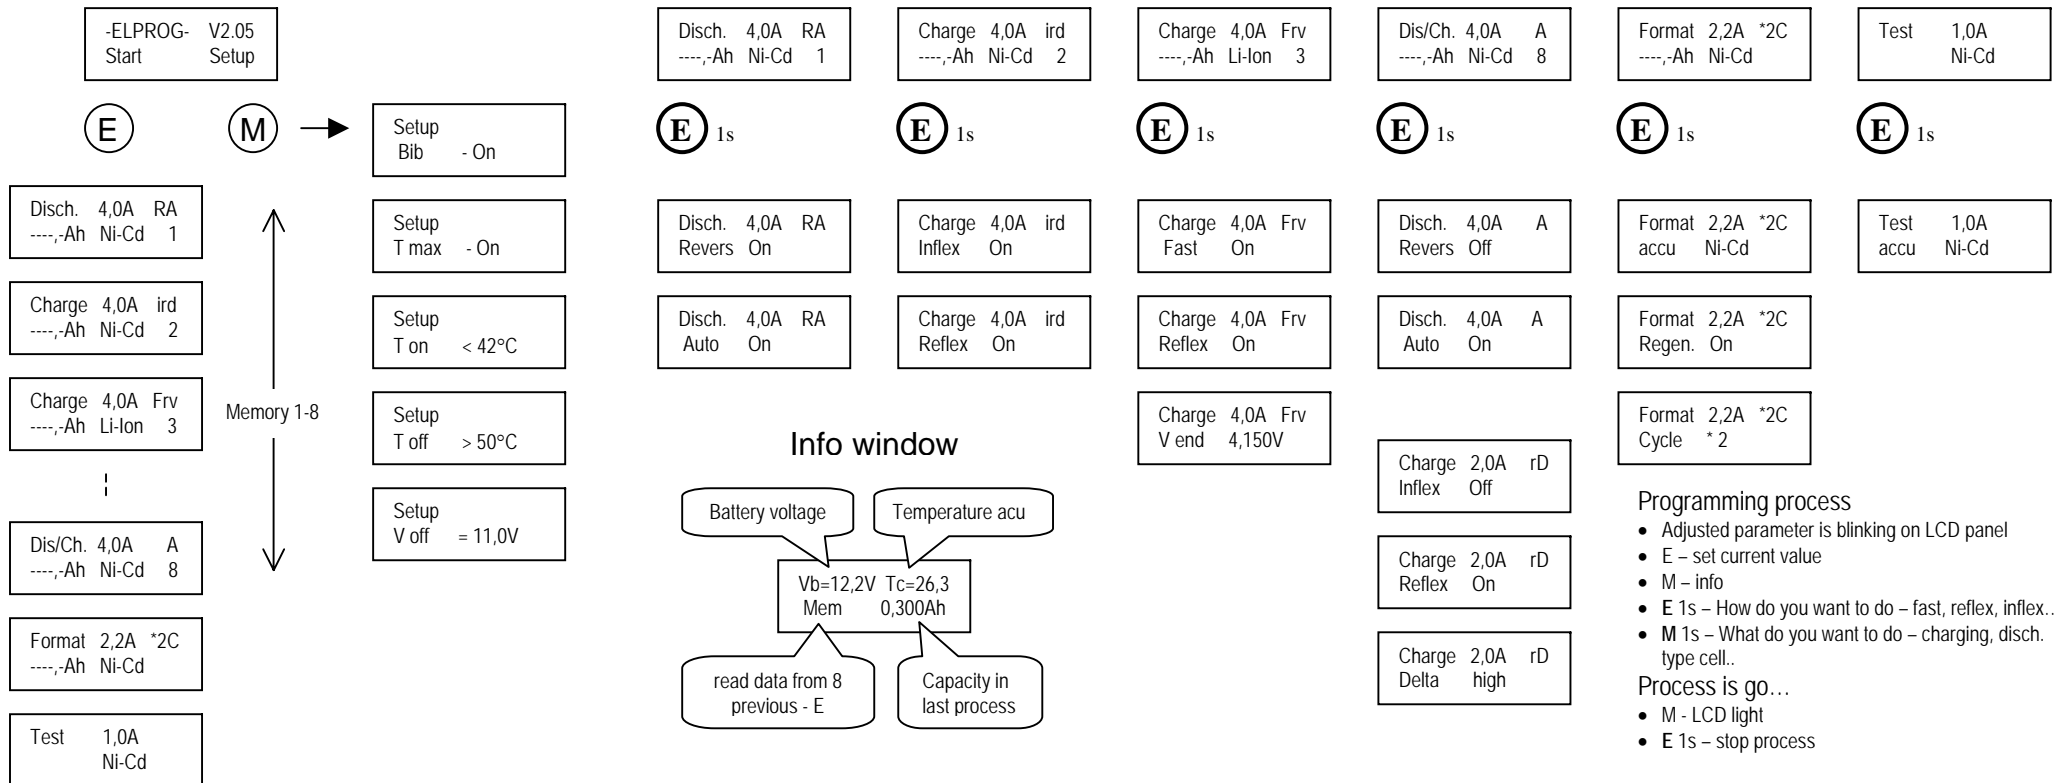 -ELPROG- V2.05
Start Setup
E
M
Disch. 4,0A RA
----,-Ah Ni-Cd 1
Charge 4,0A ird
----,-Ah Ni-Cd 2
Charge 4,0A Frv
----,-Ah Li-Ion 3
Dis/Ch. 4,0A A
----,-Ah Ni-Cd 8
Format 2,2A *2C
----,-Ah Ni-Cd
Test 1,0A
Ni-Cd
Memory 1-8
Setup
Bib - On
Setup
T max - On
Setup
T on < 42°C
Setup
T off > 50°C
Setup
V off = 11,0V
Disch. 4,0A RA
----,-Ah Ni-Cd 1
E 1s
Disch. 4,0A RA
Revers On
Disch. 4,0A RA
Auto On
Charge 4,0A ird
----,-Ah Ni-Cd 2
E 1s
Charge 4,0A ird
Inflex On
Charge 4,0A ird
Reflex On
Charge 4,0A Frv
----,-Ah Li-Ion 3
E 1s
Charge 4,0A Frv
Fast On
Charge 4,0A Frv
Reflex On
Charge 4,0A Frv
V end 4,150V
Dis/Ch. 4,0A A
----,-Ah Ni-Cd 8
E 1s
Disch. 4,0A A
Revers Off
Disch. 4,0A A
Auto On
Charge 2,0A rD
Inflex Off
Charge 2,0A rD
Reflex On
Charge 2,0A rD
Delta high
Format 2,2A *2C
----,-Ah Ni-Cd
E 1s
Format 2,2A *2C
accu Ni-Cd
Format 2,2A *2C
Regen. On
Format 2,2A *2C
Cycle * 2
Test 1,0A
Ni-Cd
E 1s
Test 1,0A
accu Ni-Cd
Info window
Battery voltage
Temperature acu
Vb=12,2V Tc=26,3
Mem 0,300Ah
read data from 8
previous - E
Capacity in
last process
Programming process
• Adjusted parameter is blinking on LCD panel
• E – set current value
• M – info
• E 1s – How do you want to do – fast, reflex, inflex..
• M 1s – What do you want to do – charging, disch.
type cell..
Process is go…
• M - LCD light
• E 1s – stop process